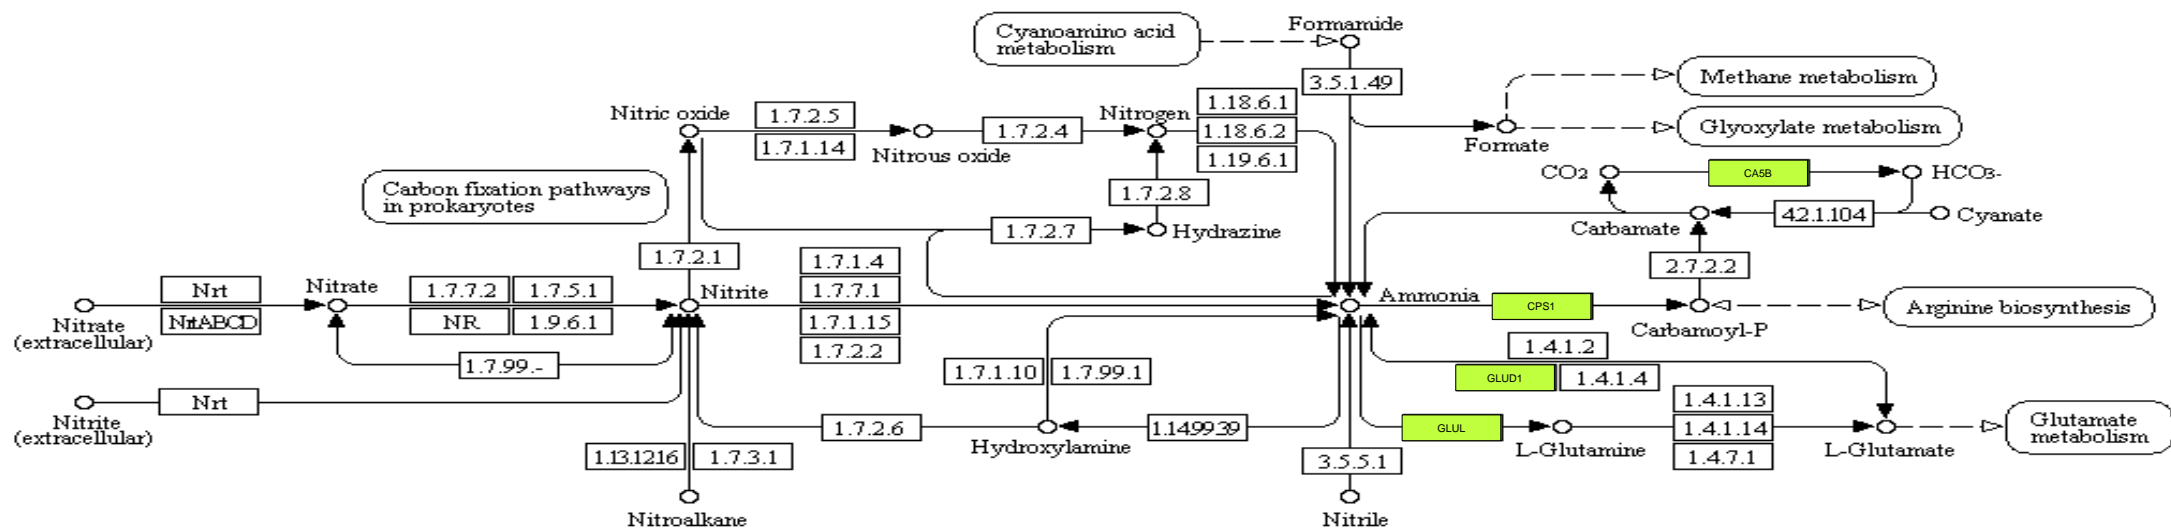 Formamide
Cyanoamino acid
metabolism
3.5.1.49
Methane metabolism
Nitric oxide
1.7.2.5
1.7.1.14
Nitrous oxide
1.7.2.4
Nitrogen
1.18.6.1
1.18.6.2
1.19.6.1
Formate
Glyoxylate metabolism
Carbon fixation pathways
in prokaryotes
1.7.2.8
CO2
CA5B
HCO3-
1.7.2.7
Hydrazine
Carbamate
4.2.1.104
Cyanate
1.7.2.1
2.7.2.2
Nitrate
(extracellular)
Nrt
NrtABCD
Nitrate
1.7.7.2
1.7.5.1
NR
1.9.6.1
1.7.99.-
Nitrite
1.7.1.4
1.7.7.1
1.7.1.15
1.7.2.2
Ammonia
CPS1
Carbamoyl-P
Arginine biosynthesis
1.4.1.2
GLUD1
1.4.1.4
1.7.1.10
1.7.99.1
Nitrite
(extracellular)
Nrt
1.7.2.6
Hydroxylamine
1.14.99.39
GLUL
L-Glutamine
1.4.1.13
1.4.1.14
1.4.7.1
L-Glutamate
Glutamate
metabolism
1.13.12.16
1.7.3.1
3.5.5.1
Nitroalkane
Nitrile